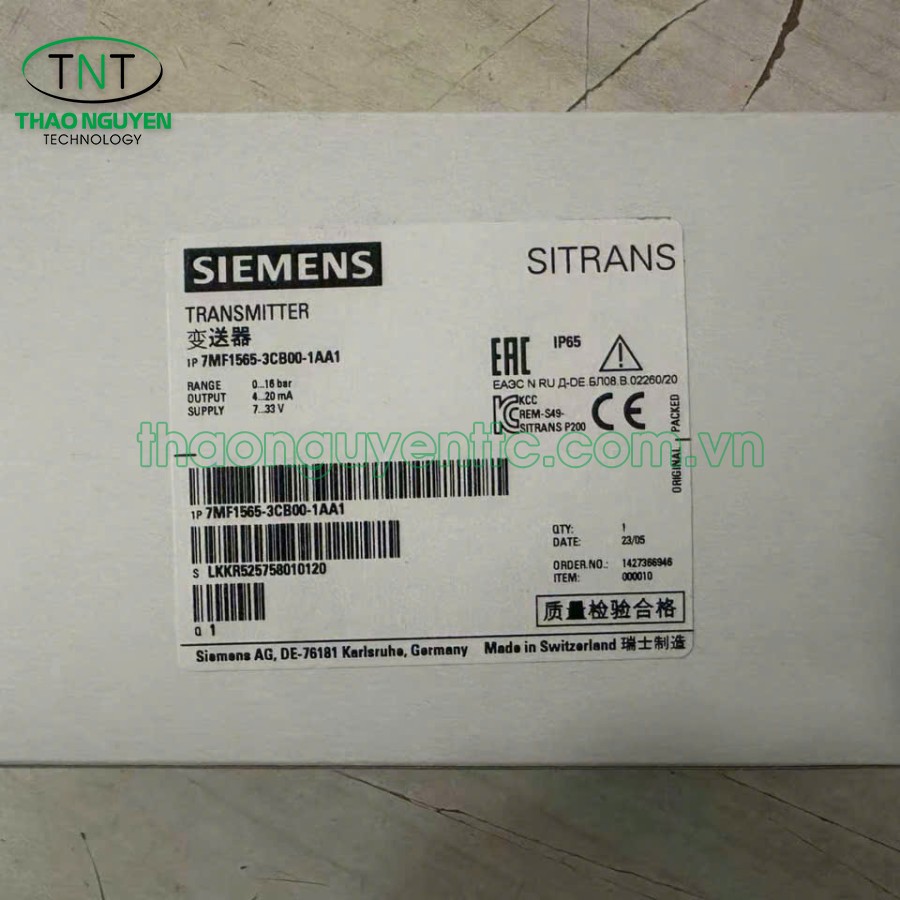 TNT
THAO NGUYEN
TECHNOLOGY
SIEMENS
SITRANS
TRANSMITTER
变送器
1P 7MF1565-3CB00-1AA1
RANGE 0...16 bar
OUTPUT 4...20 mA
SUPPLY 7...33 V
EAC IP65
ЕАЭС N RU Д-DE.БЛ08.В.02260/20
KCC
REM-S49-
SITRANS P200
CE
ORIGINAL PACKED
thaonguyenttc.com.vn
1P 7MF1565-3CB00-1AA1
S LKKR525758010120
Q 1
QTY: 1
DATE: 23/05
ORDER.NO.: 1427366946
ITEM: 000010
质量检验合格
Siemens AG, DE-76181 Karlsruhe, Germany Made in Switzerland 瑞士制造